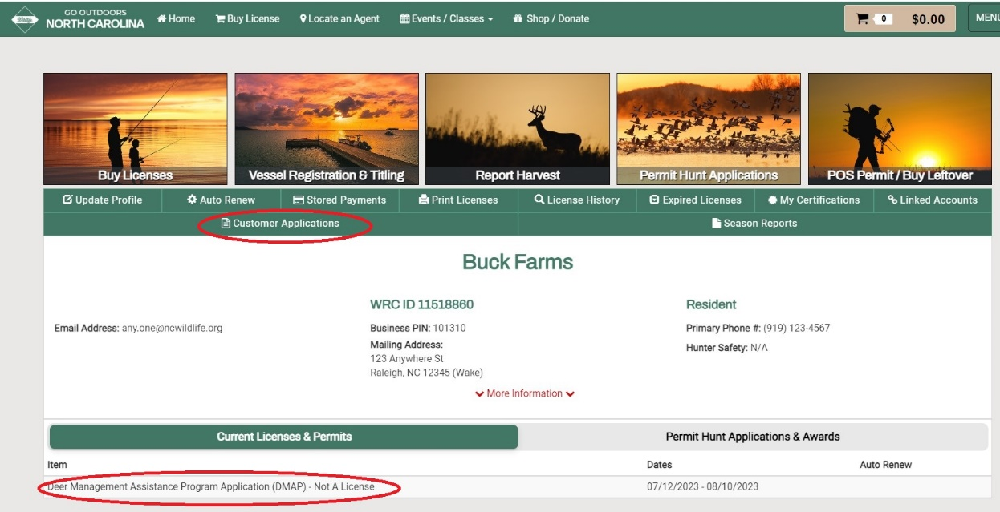 GO OUTDOORS
NORTH CAROLINA
Home
Buy License
Locate an Agent
Events / Classes
Shop / Donate
0
$0.00
MENU
Buy Licenses
Vessel Registration & Titling
Report Harvest
Permit Hunt Applications
POS Permit / Buy Leftover
Update Profile
Auto Renew
Stored Payments
Print Licenses
License History
Expired Licenses
My Certifications
Linked Accounts
Customer Applications
Season Reports
Buck Farms
WRC ID 11518860
Resident
Email Address: any.one@ncwildlife.org
Business PIN: 101310
Primary Phone #: (919) 123-4567
Mailing Address:
Hunter Safety: N/A
123 Anywhere St
Raleigh, NC 12345 (Wake)
More Information
Current Licenses & Permits
Permit Hunt Applications & Awards
Item
Dates
Auto Renew
Deer Management Assistance Program Application (DMAP) - Not A License
07/12/2023 - 08/10/2023